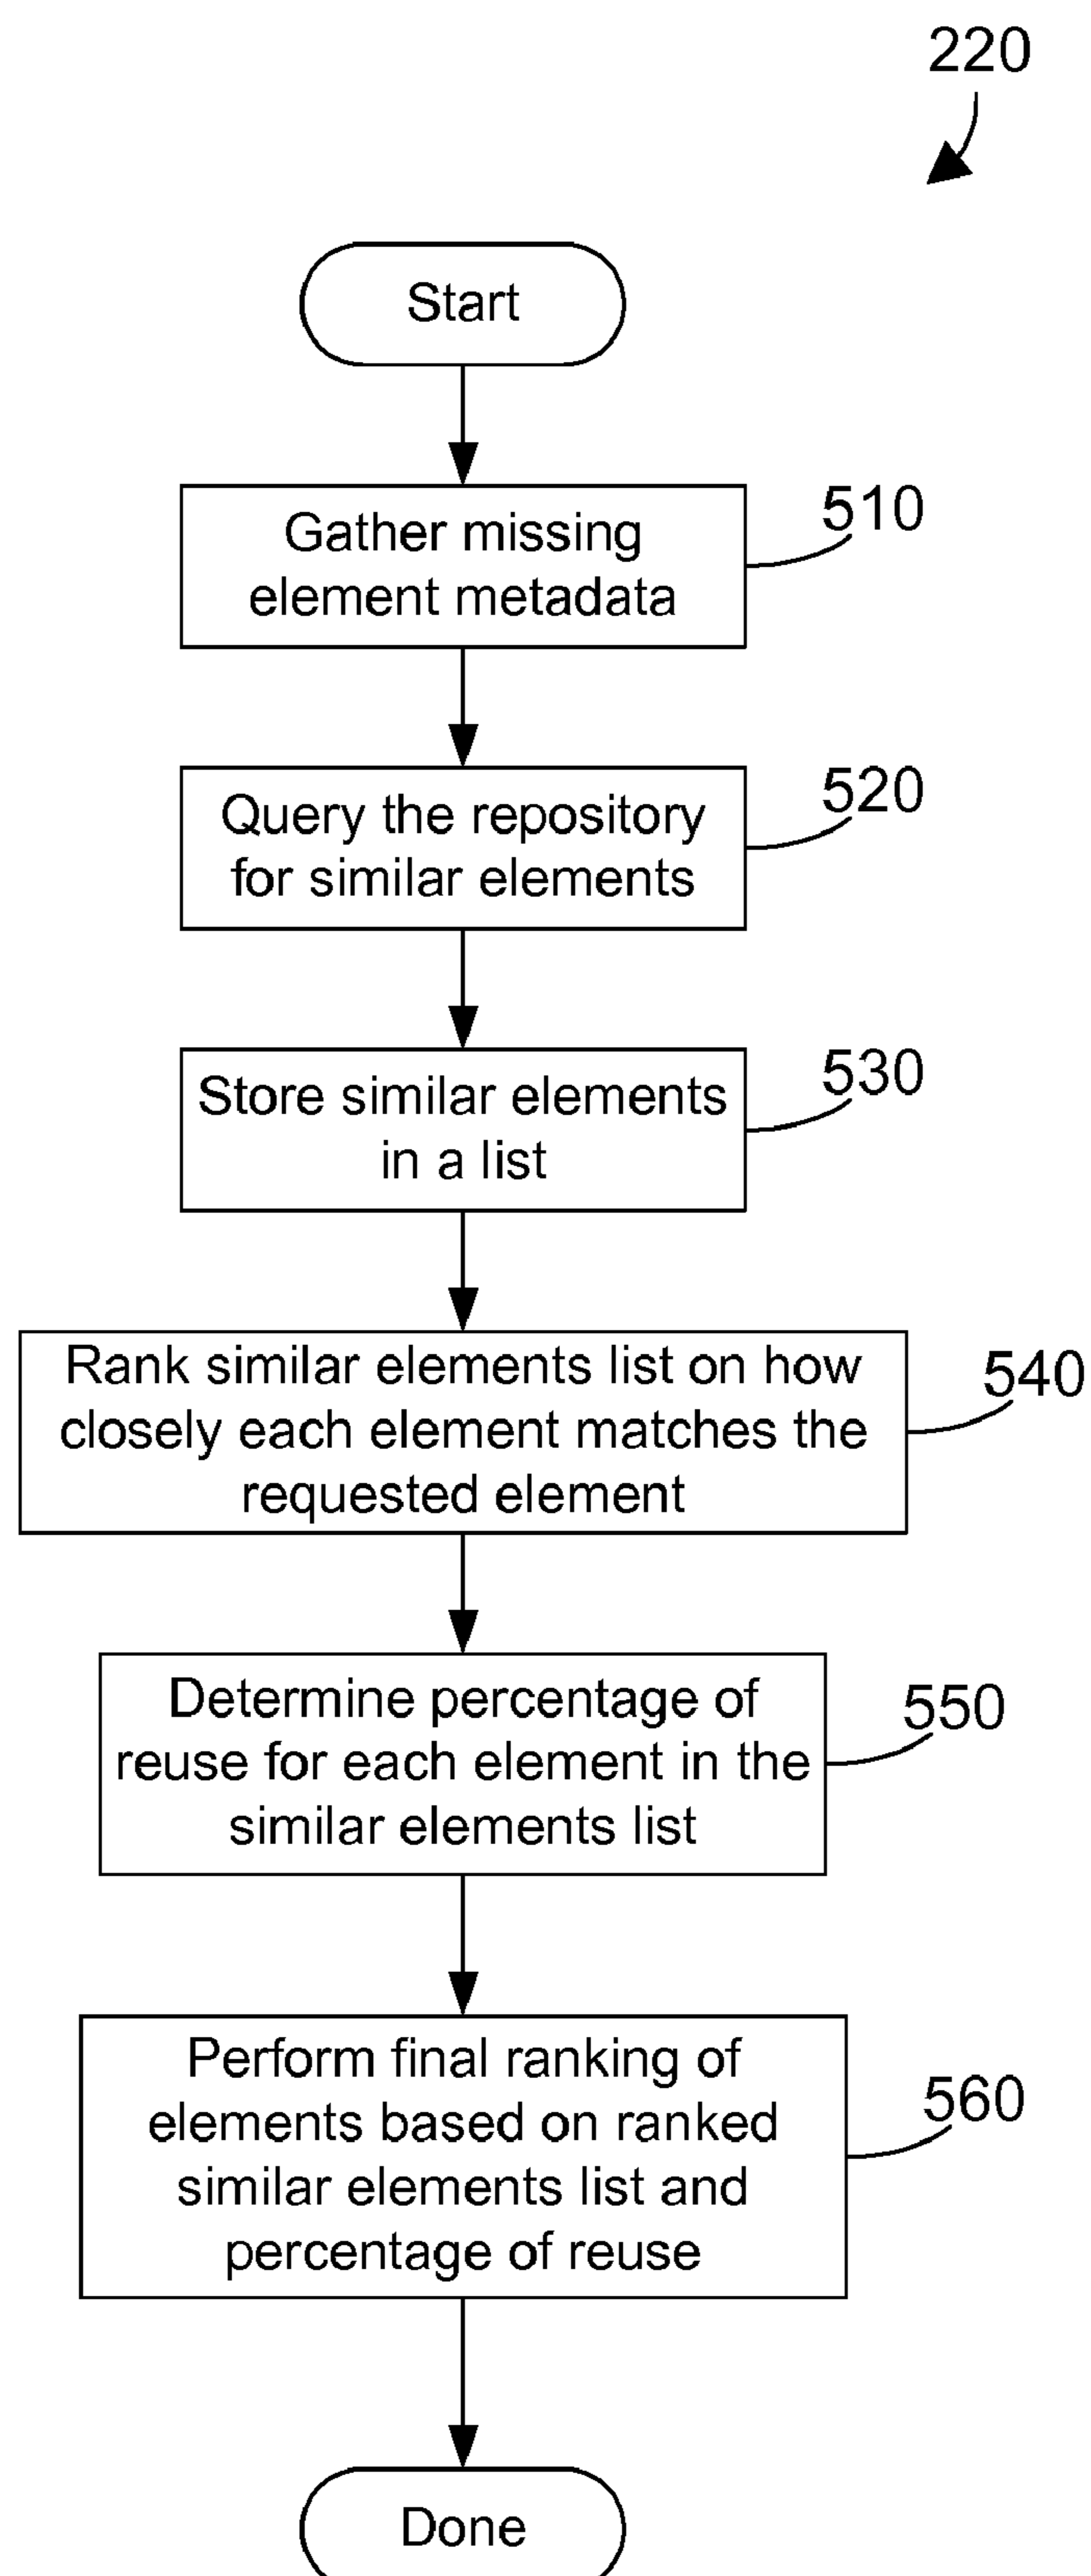 220
Start
Gather missing
element metadata
510
Query the repository
for similar elements
520
Store similar elements
in a list
530
Rank similar elements list on how
closely each element matches the
requested element
540
Determine percentage of
reuse for each element in the
similar elements list
550
Perform final ranking of
elements based on ranked
similar elements list and
percentage of reuse
560
Done